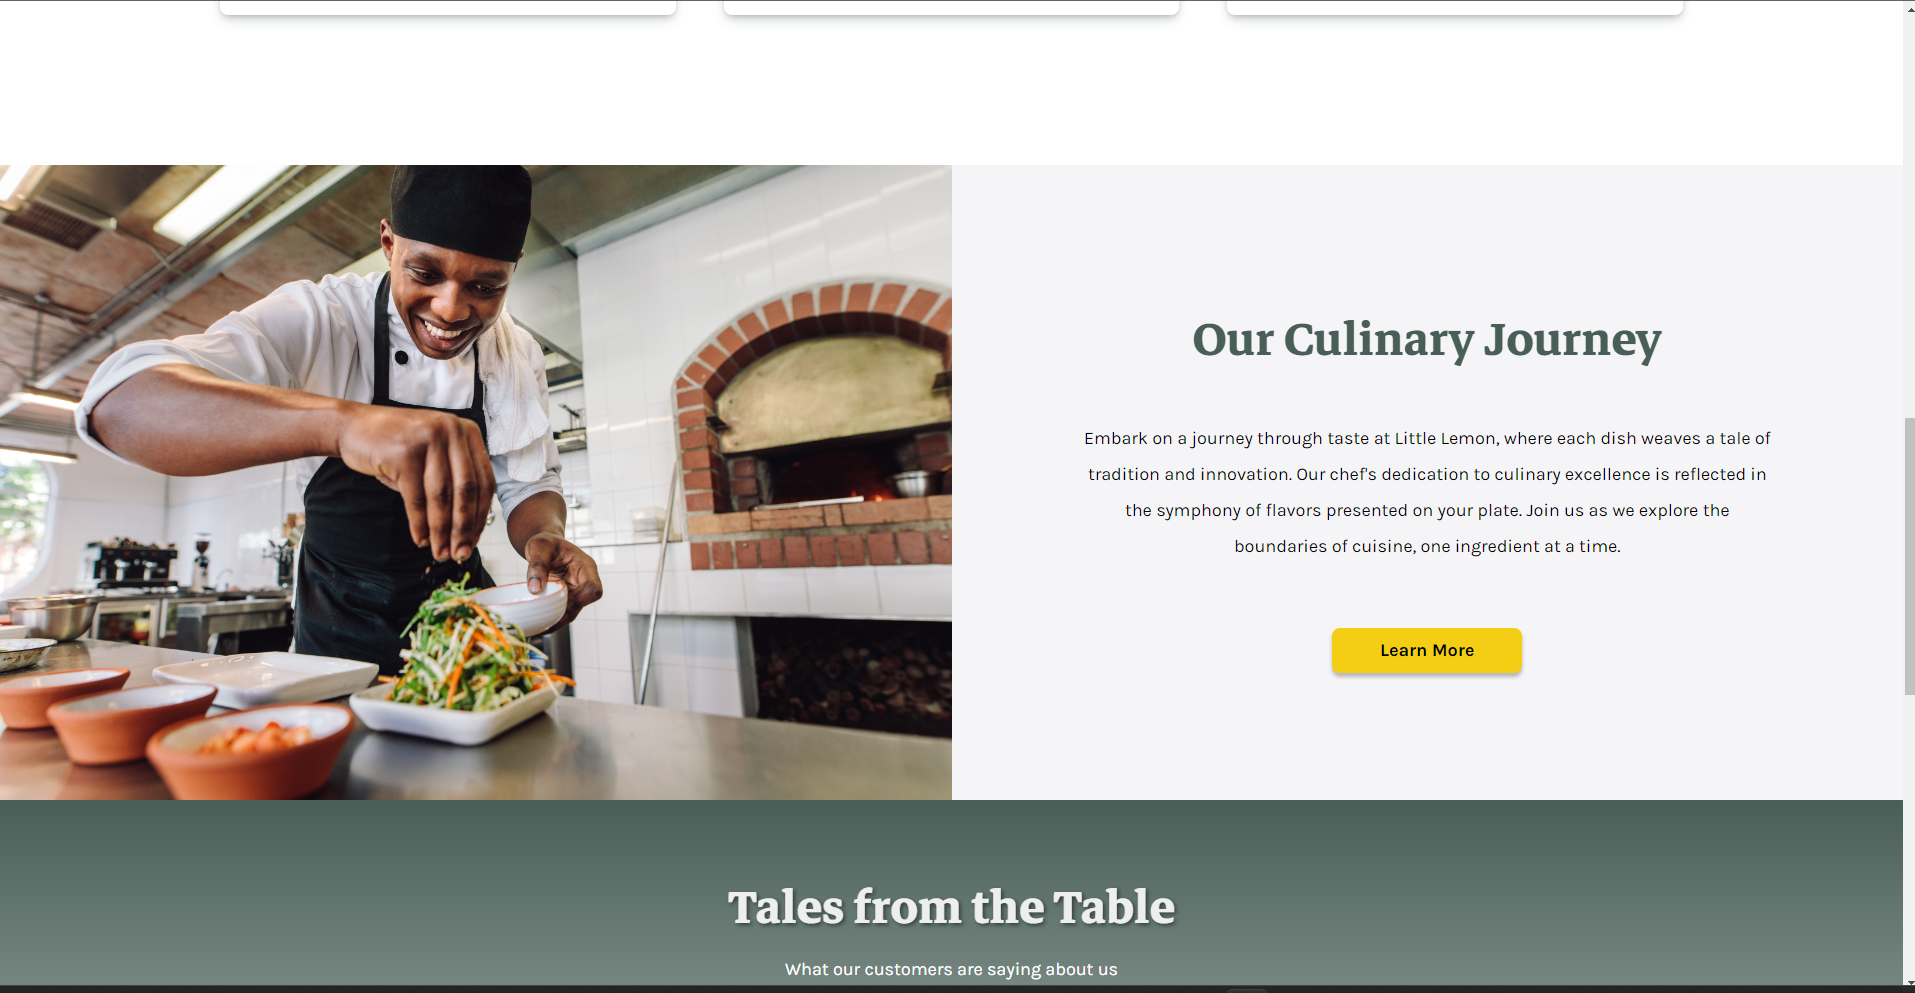 Our Culinary Journey
Embark on a journey through taste at Little Lemon, where each dish weaves a tale of
tradition and innovation. Our chef's dedication to culinary excellence is reflected in
the symphony of flavors presented on your plate. Join us as we explore the
boundaries of cuisine, one ingredient at a time.
Learn More
Tales from the Table
What our customers are saying about us